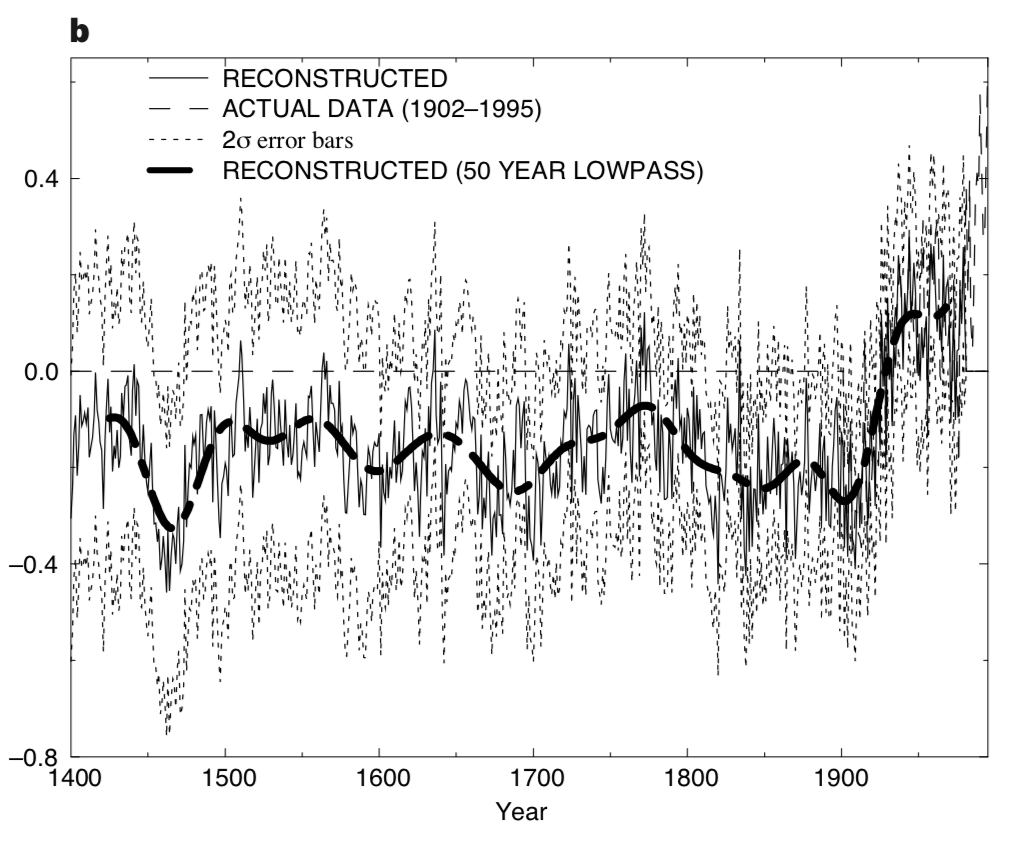 b
RECONSTRUCTED
ACTUAL DATA (1902–1995)
2σ error bars
RECONSTRUCTED (50 YEAR LOWPASS)
0.4
0.0
–0.4
–0.8
1400 1500 1600 1700 1800 1900
Year